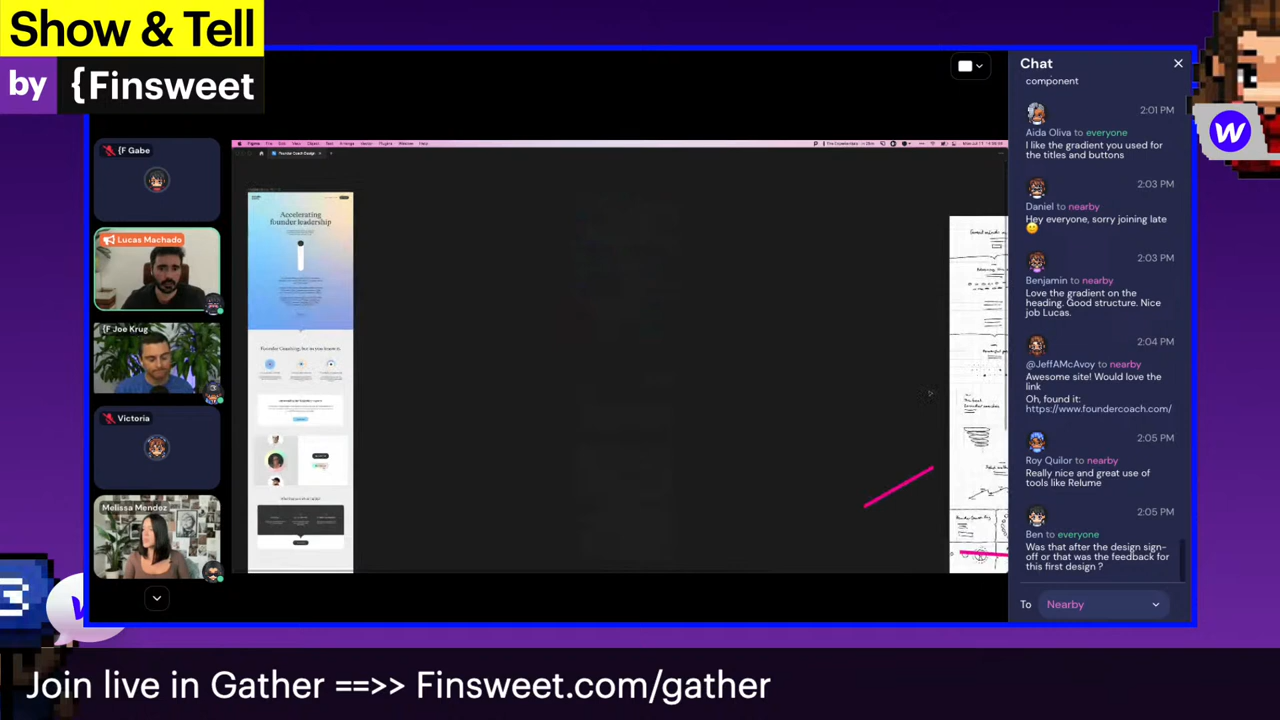 Show & Tell
by {Finsweet
{F Gabe
Lucas Machado
{F Joe Krug
Victoria
Melissa Mendez
Accelerating
founder leadership
Chat
component
2:01 PM
Aida Oliva to everyone
I like the gradient you used for
the titles and buttons
2:03 PM
Daniel to nearby
Hey everyone, sorry joining late
2:03 PM
Benjamin to nearby
Love the gradient on the
heading. Good structure. Nice
job Lucas.
2:04 PM
@JeffAMcAvoy to nearby
Awesome site! Would love the
link
Oh, found it:
https://www.foundercoach.com/
2:05 PM
Roy Quilor to nearby
Really nice and great use of
tools like Relume
2:05 PM
Ben to everyone
Was that after the design sign-
off or that was the feedback for
this first design ?
To Nearby
Join live in Gather ==>> Finsweet.com/gather